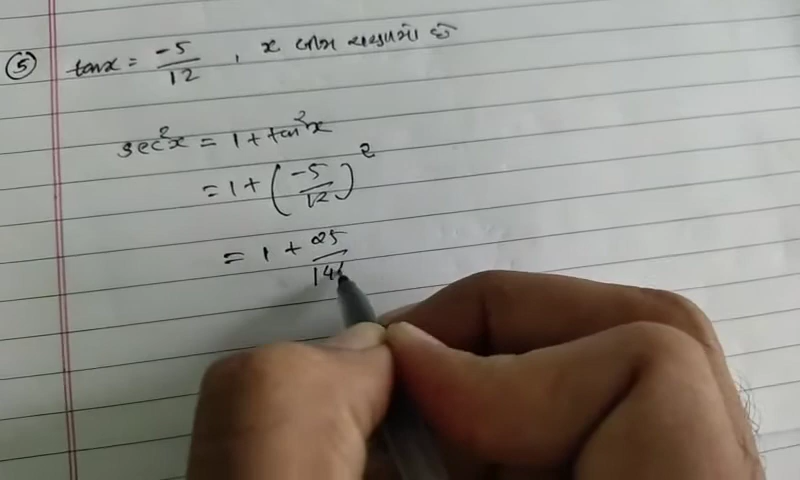 ⑤ tanx = -5/12 , x બીજા ચરણમાં છે
sec²x = 1 + tan²x
= 1 + (-5/12)²
= 1 + 25/144